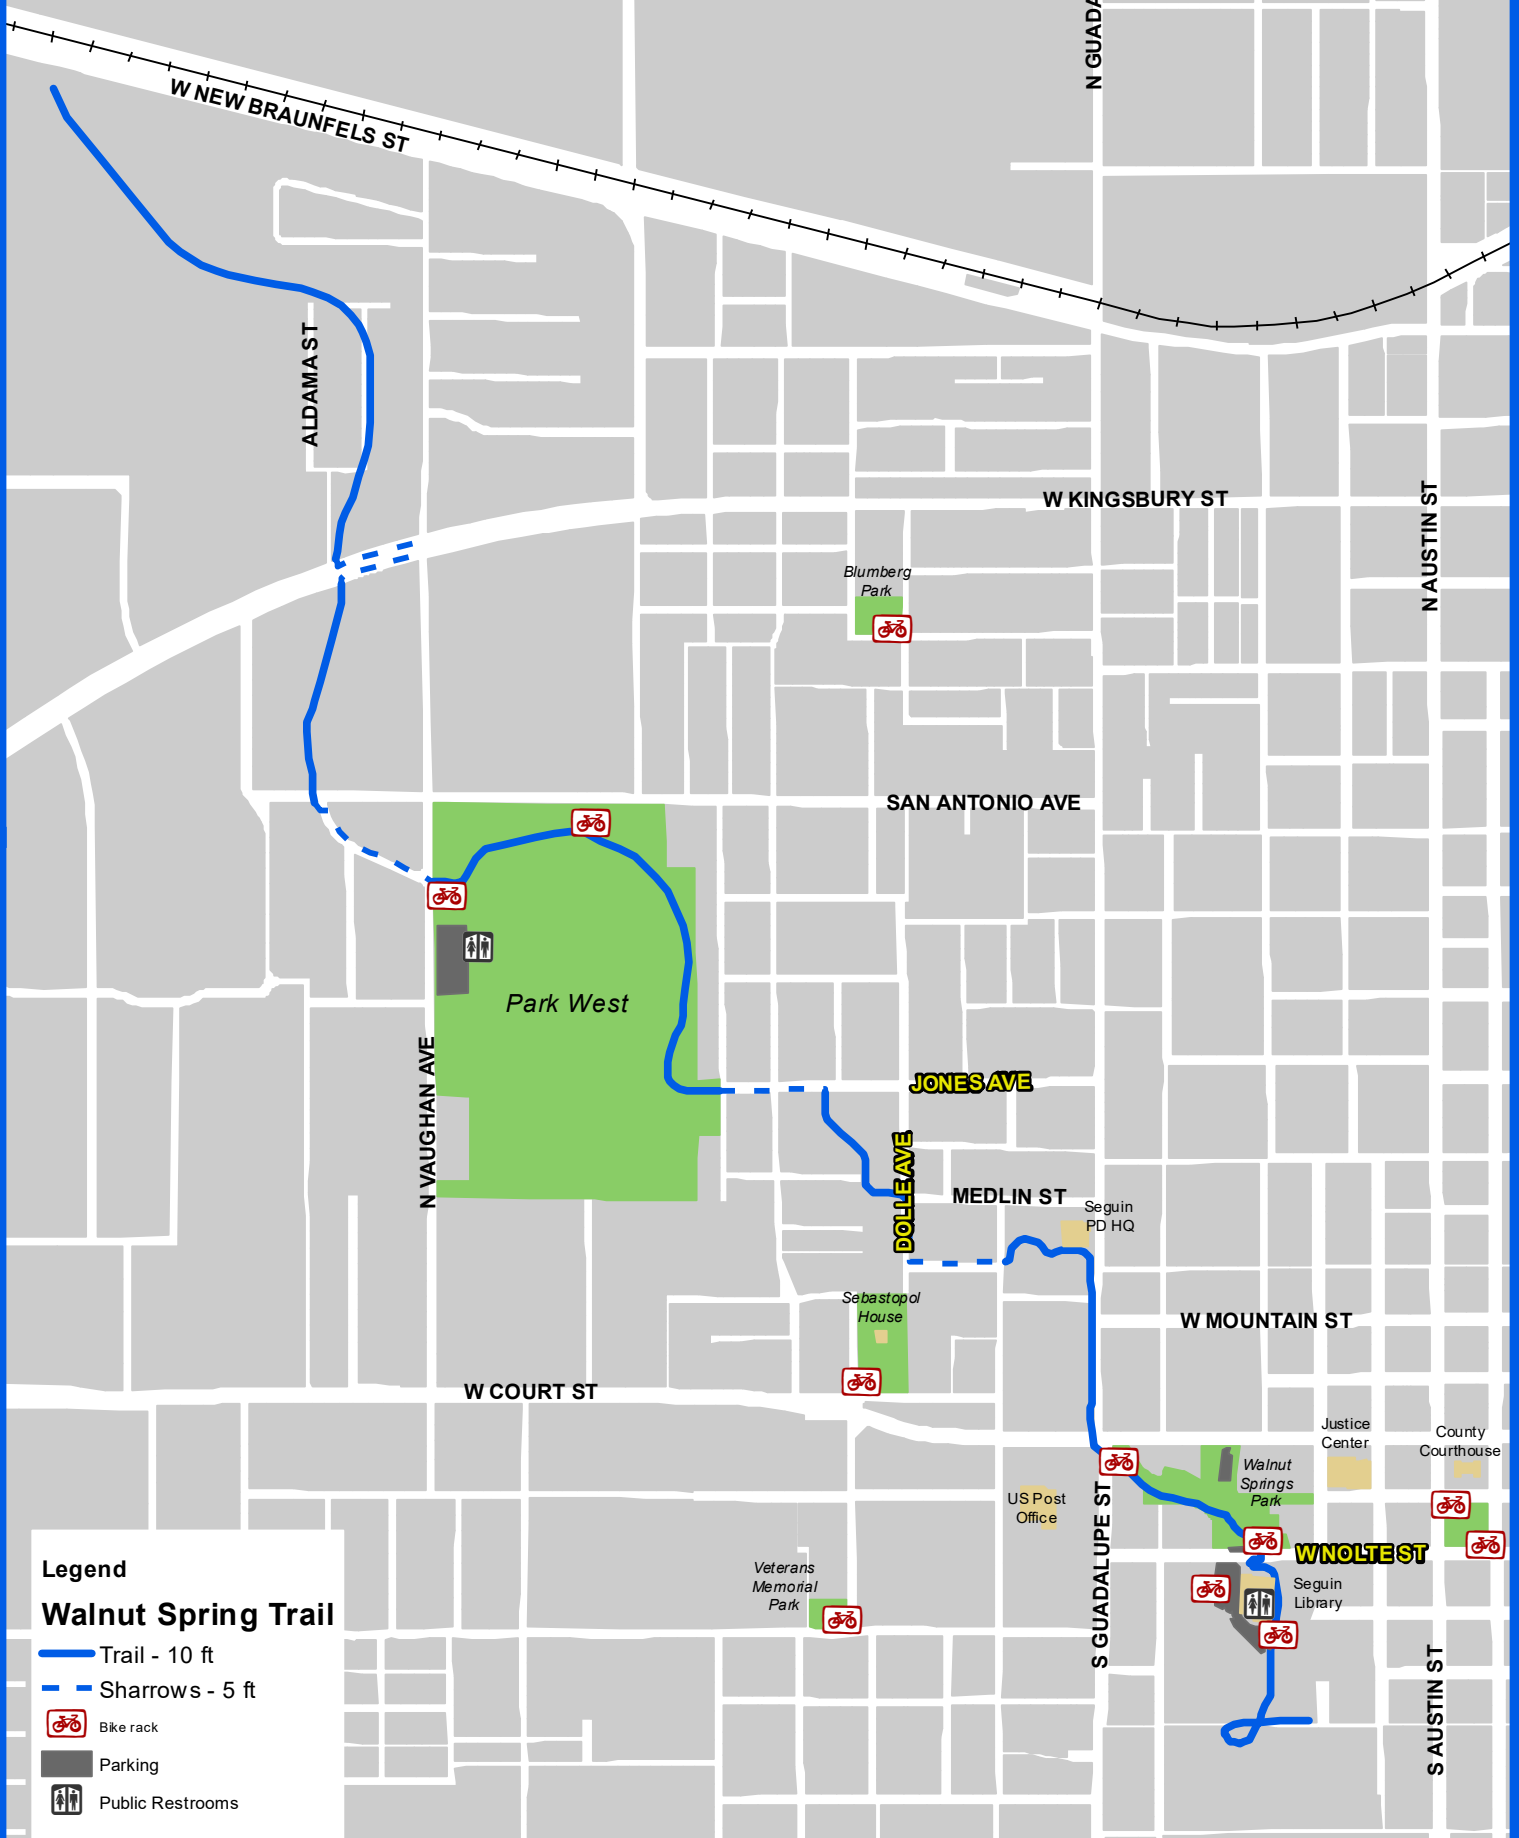 N GUADA
W NEW BRAUNFELS ST
ALDAMA ST
W KINGSBURY ST
N AUSTIN ST
Blumberg
Park
SAN ANTONIO AVE
Park West
N VAUGHAN AVE
JONES AVE
DOLLE AVE
MEDLIN ST
Seguin
PD HQ
Sebastopol
House
W MOUNTAIN ST
W COURT ST
Justice
Center
County
Courthouse
Walnut
Springs
Park
US Post
Office
S GUADALUPE ST
W NOLTE ST
Veterans
Memorial
Park
Seguin
Library
S AUSTIN ST
Legend
Walnut Spring Trail
Trail - 10 ft
Sharrows - 5 ft
Bike rack
Parking
Public Restrooms